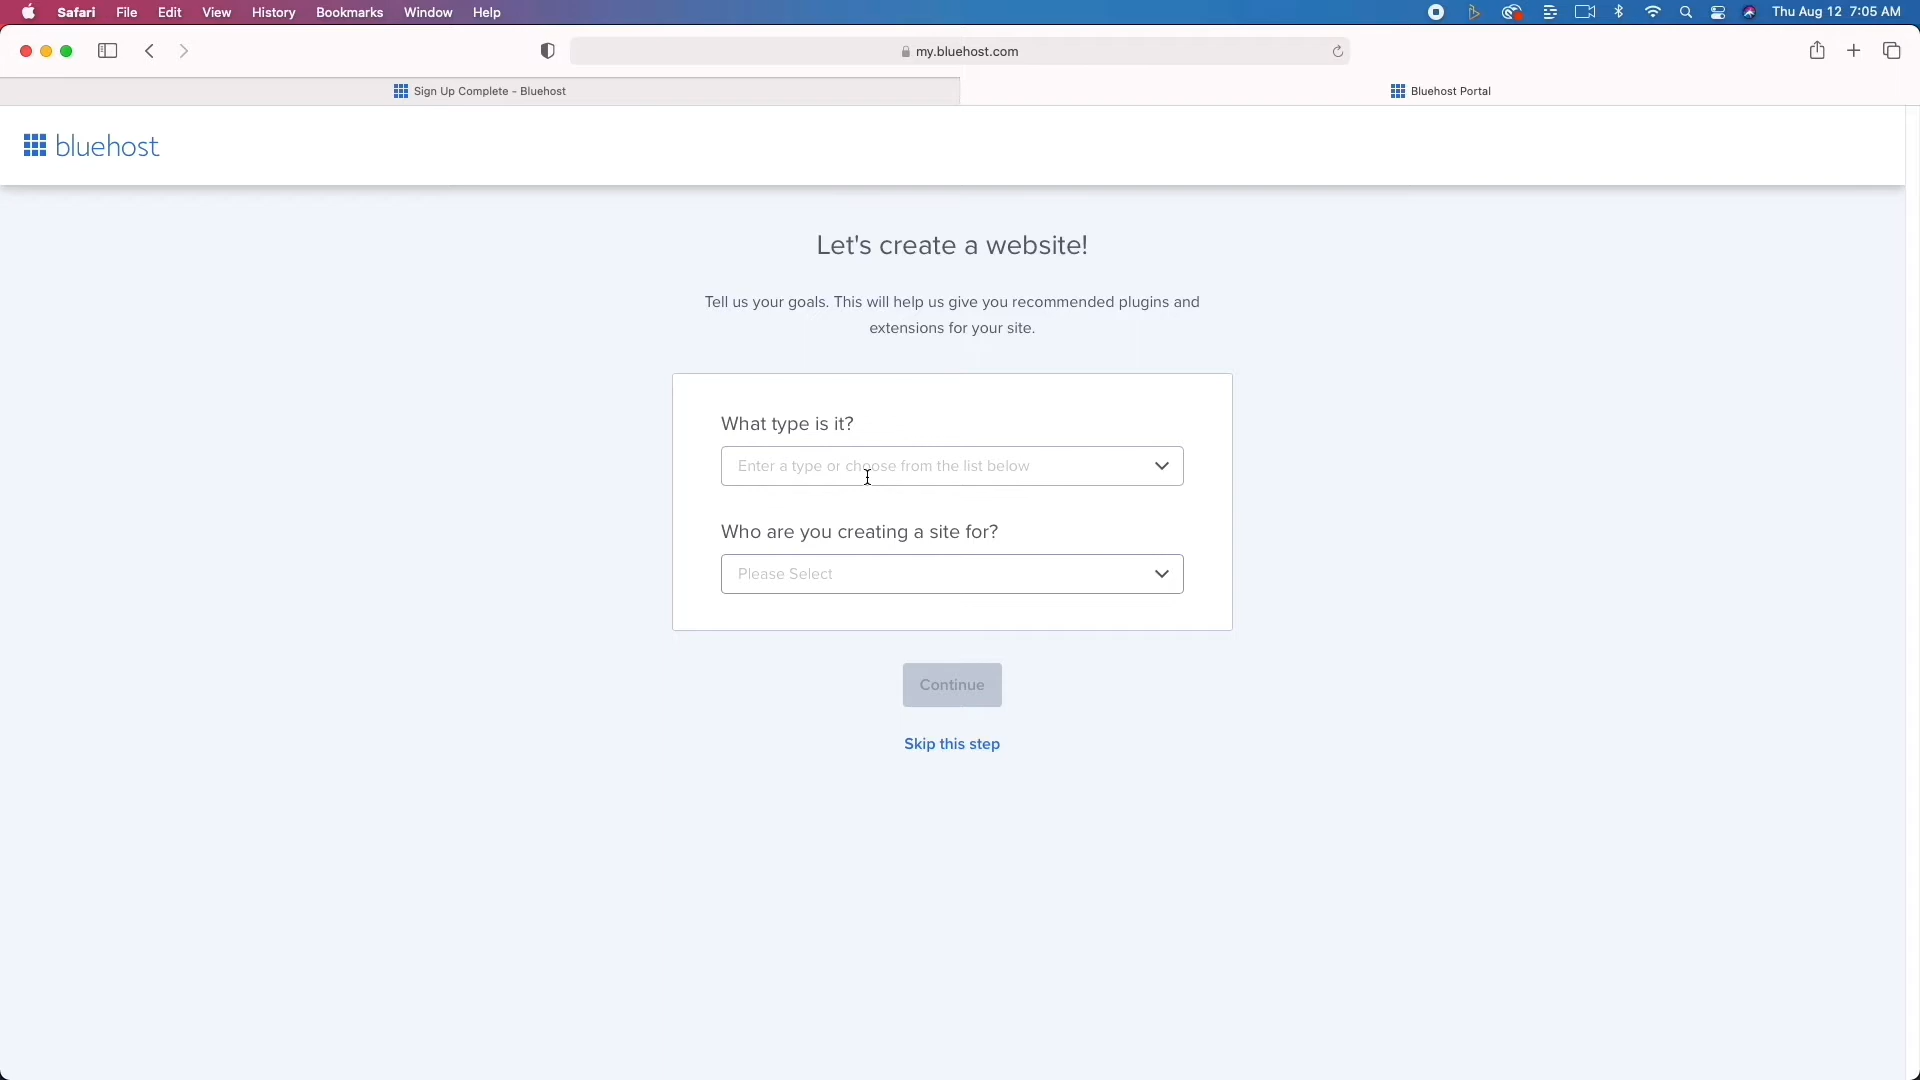 Safari File Edit View History Bookmarks Window Help Thu Aug 12 7:05 AM
my.bluehost.com
Sign Up Complete - Bluehost Bluehost Portal
bluehost
Let's create a website!
Tell us your goals. This will help us give you recommended plugins and
extensions for your site.
What type is it?
Enter a type or choose from the list below
Who are you creating a site for?
Please Select
Continue
Skip this step